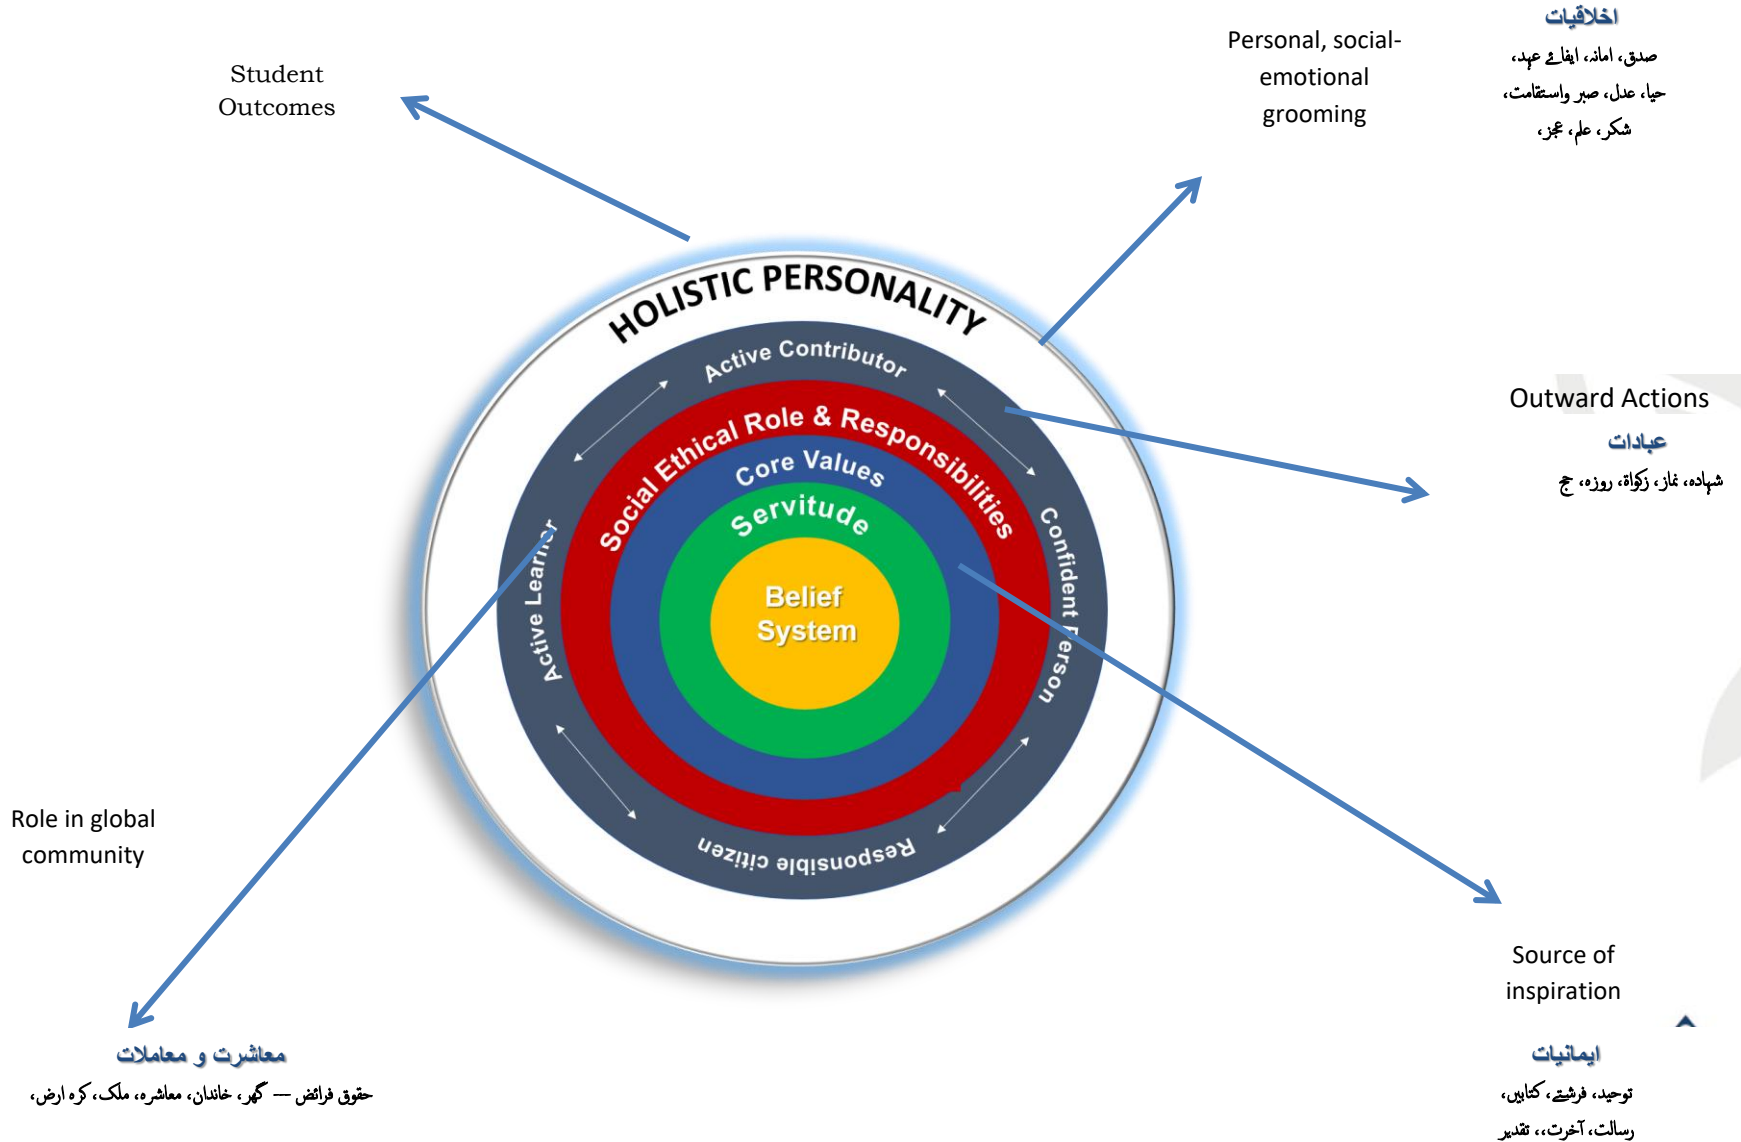 Student
Outcomes
Personal, social-
emotional
grooming
اخلاقیات
صدق، امانہ، ایفائے عہد،
حیا، عدل، صبر واستقامت،
شکر، علم، عجز،
HOLISTIC PERSONALITY
Active Contributor
Social Ethical Role & Responsibilities
Core Values
Servitude
Belief
System
Active Learner
Confident Person
Responsible citizen
Outward Actions
عبادات
شہادہ، نماز، زکواۃ، روزہ، حج
Role in global
community
معاشرت و معاملات
حقوق فرائض — گھر، خاندان، معاشرہ، ملک، کرہ ارض،
Source of
inspiration
ایمانیات
توحید، فرشتے، کتابیں،
رسالت، آخرت،، تقدیر